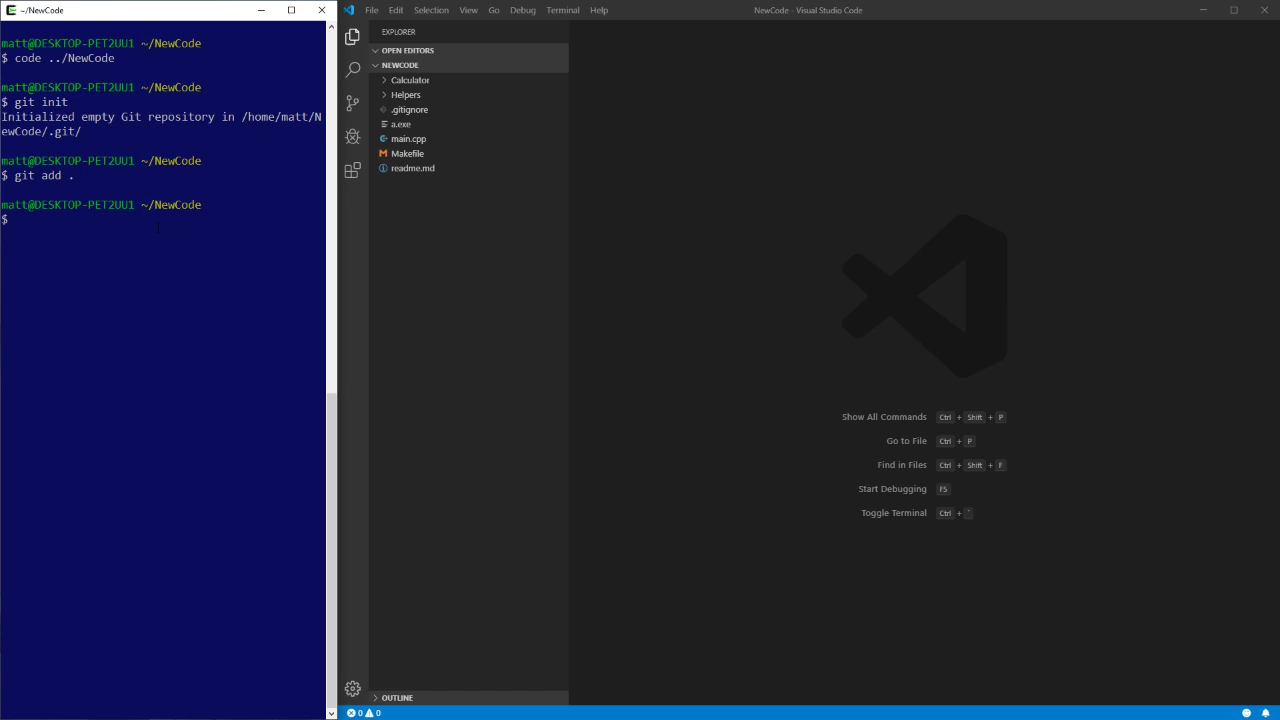 ~/NewCode
matt@DESKTOP-PET2UU1 ~/NewCode
$ code ../NewCode
matt@DESKTOP-PET2UU1 ~/NewCode
$ git init
Initialized empty Git repository in /home/matt/N
ewCode/.git/
matt@DESKTOP-PET2UU1 ~/NewCode
$ git add .
matt@DESKTOP-PET2UU1 ~/NewCode
$
File Edit Selection View Go Debug Terminal Help
NewCode - Visual Studio Code
EXPLORER
OPEN EDITORS
NEWCODE
Calculator
Helpers
.gitignore
a.exe
main.cpp
Makefile
readme.md
OUTLINE
Show All Commands Ctrl + Shift + P
Go to File Ctrl + P
Find in Files Ctrl + Shift + F
Start Debugging F5
Toggle Terminal Ctrl + `
0 0